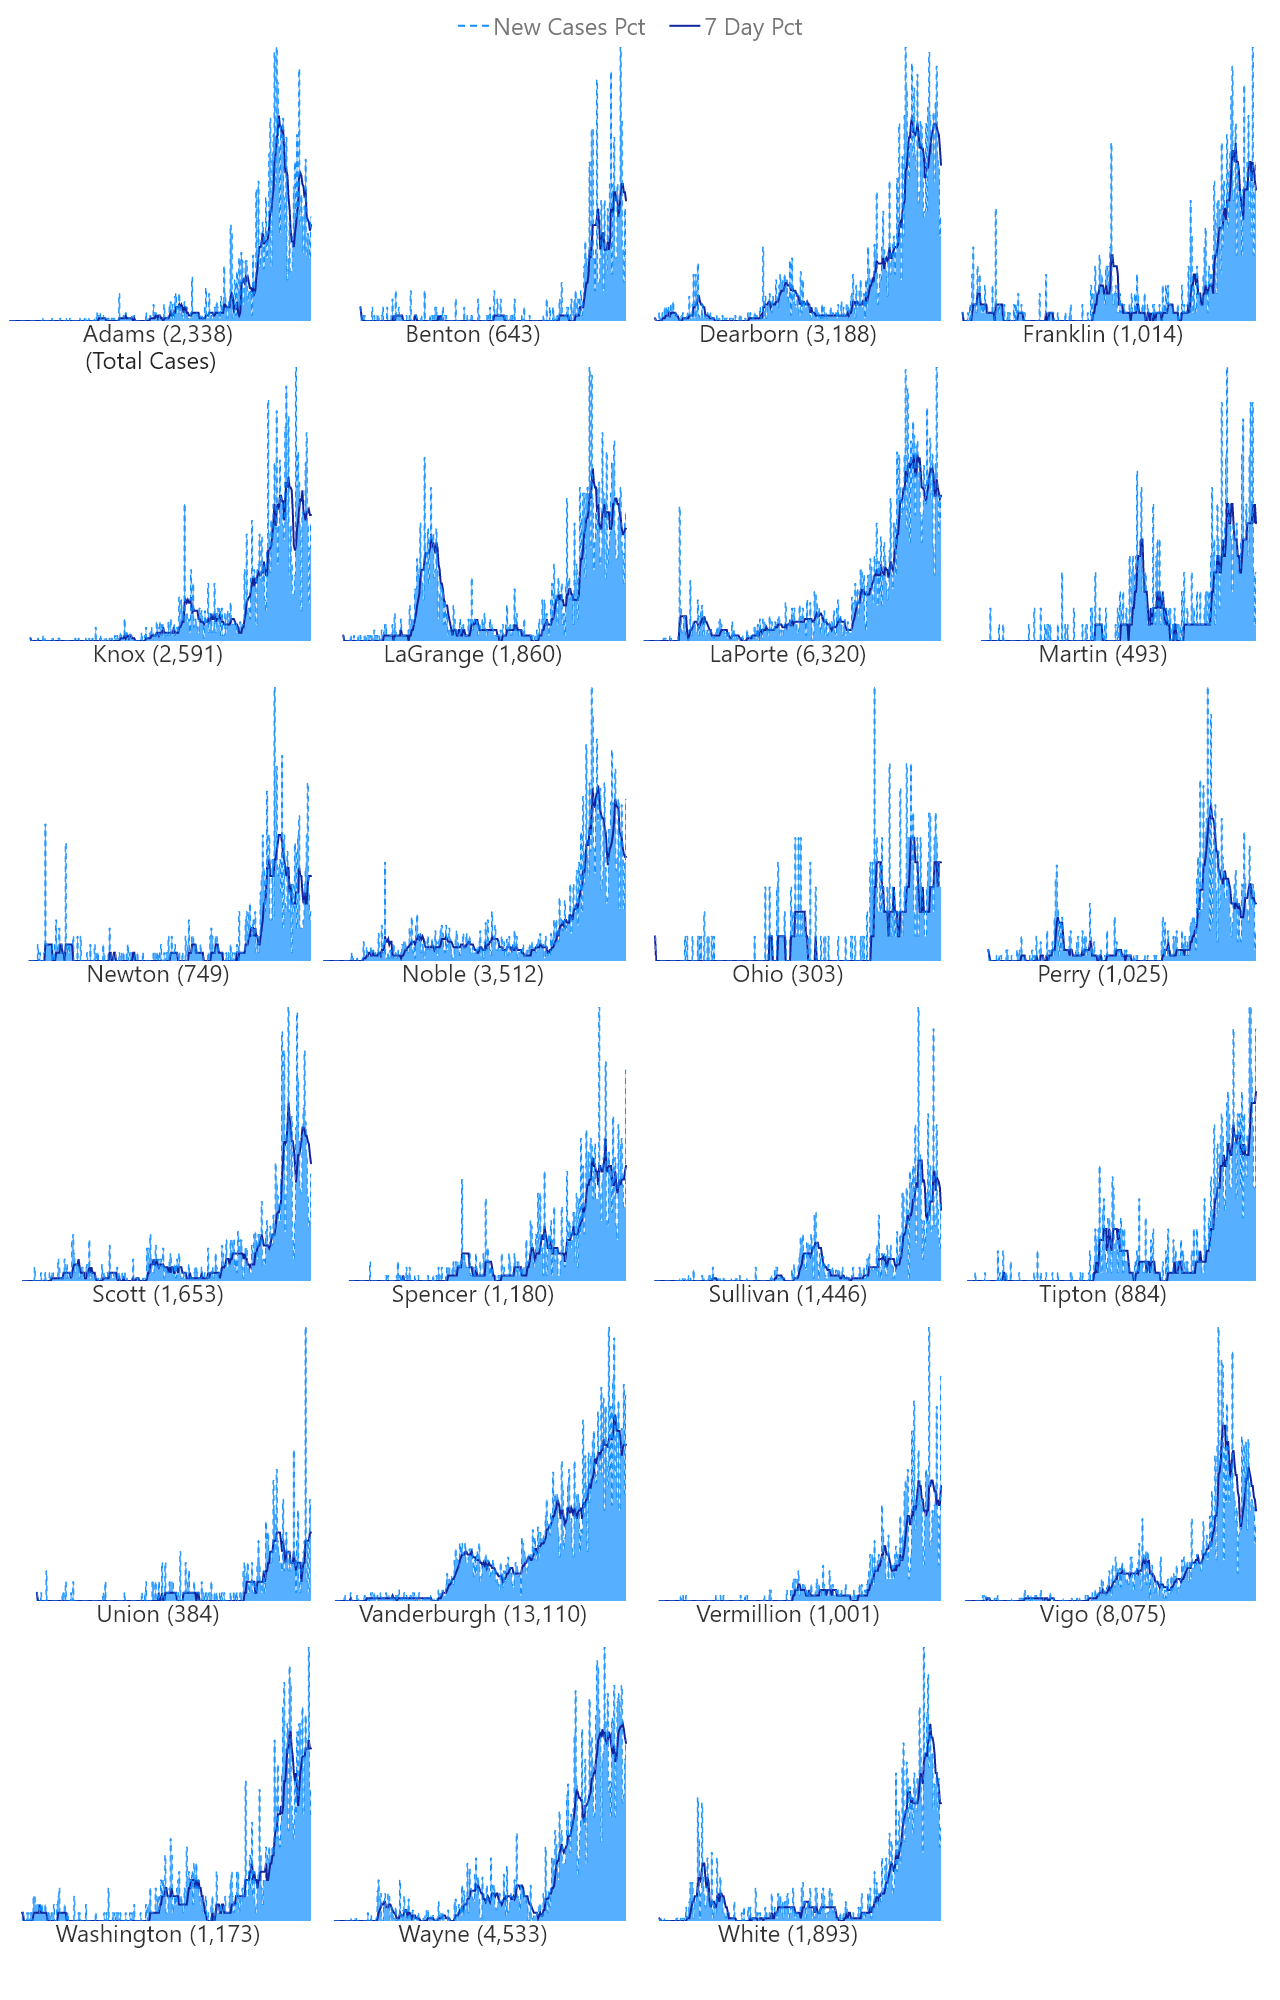 New Cases Pct 7 Day Pct
Adams (2,338) Benton (643) Dearborn (3,188) Franklin (1,014)
(Total Cases)
Knox (2,591) LaGrange (1,860) LaPorte (6,320) Martin (493)
Newton (749) Noble (3,512) Ohio (303) Perry (1,025)
Scott (1,653) Spencer (1,180) Sullivan (1,446) Tipton (884)
Union (384) Vanderburgh (13,110) Vermillion (1,001) Vigo (8,075)
Washington (1,173) Wayne (4,533) White (1,893)